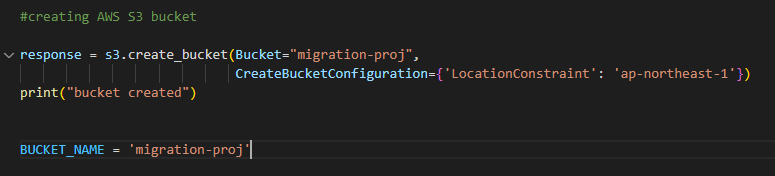 #creating AWS S3 bucket
response = s3.create_bucket(Bucket="migration-proj",
CreateBucketConfiguration={'LocationConstraint': 'ap-northeast-1'})
print("bucket created")
BUCKET_NAME = 'migration-proj'